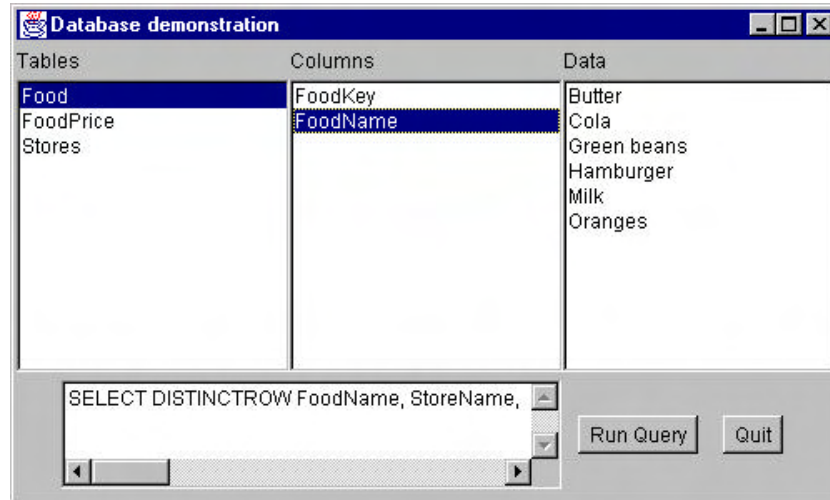 Database demonstration
Tables
Columns
Data
Food
FoodPrice
Stores
FoodKey
FoodName
Butter
Cola
Green beans
Hamburger
Milk
Oranges
SELECT DISTINCTROW FoodName, StoreName,
Run Query
Quit